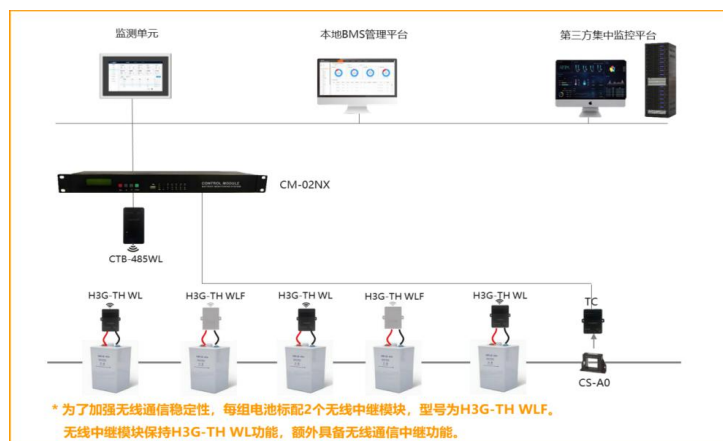 监测单元
本地BMS管理平台
第三方集中监控平台
CONTROL MODULE
CM-02NX
CTB-485WL
H3G-TH WL
H3G-TH WLF
H3G-TH WL
H3G-TH WLF
H3G-TH WL
TC
CS-A0
* 为了加强无线通信稳定性，每组电池标配2个无线中继模块，型号为H3G-TH WLF。
无线中继模块保持H3G-TH WL功能，额外具备无线通信中继功能。